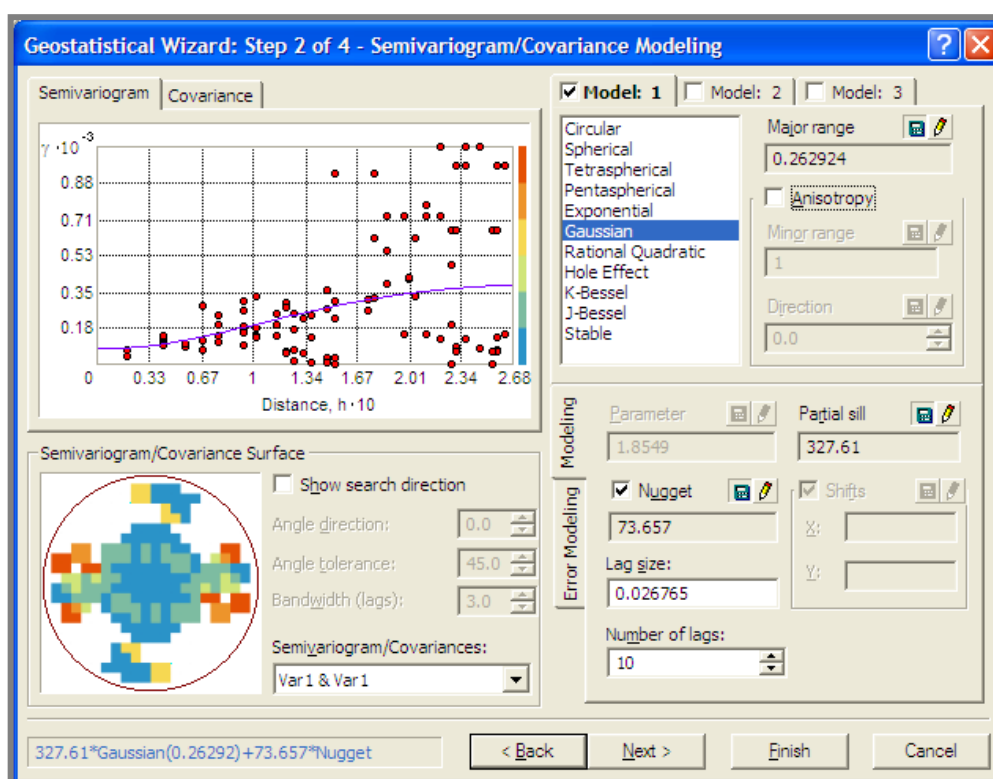 Geostatistical Wizard: Step 2 of 4 - Semivariogram/Covariance Modeling
Semivariogram Covariance
γ·10 -3
0.88
0.71
0.53
0.35
0.18
0 0.33 0.67 1 1.34 1.67 2.01 2.34 2.68
Distance, h·10
Semivariogram/Covariance Surface
Show search direction
Angle direction: 0.0
Angle tolerance: 45.0
Bandwidth (lags): 3.0
Semivariogram/Covariances:
Var1 & Var1
Model: 1 Model: 2 Model: 3
Circular
Spherical
Tetraspherical
Pentaspherical
Exponential
Gaussian
Rational Quadratic
Hole Effect
K-Bessel
J-Bessel
Stable
Major range
0.262924
Anisotropy
Minor range
1
Direction
0.0
Modeling
Error Modeling
Parameter
1.8549
Partial sill
327.61
Nugget
73.657
Shifts
X:
Y:
Lag size:
0.026765
Number of lags:
10
327.61*Gaussian(0.26292)+73.657*Nugget
< Back Next > Finish Cancel